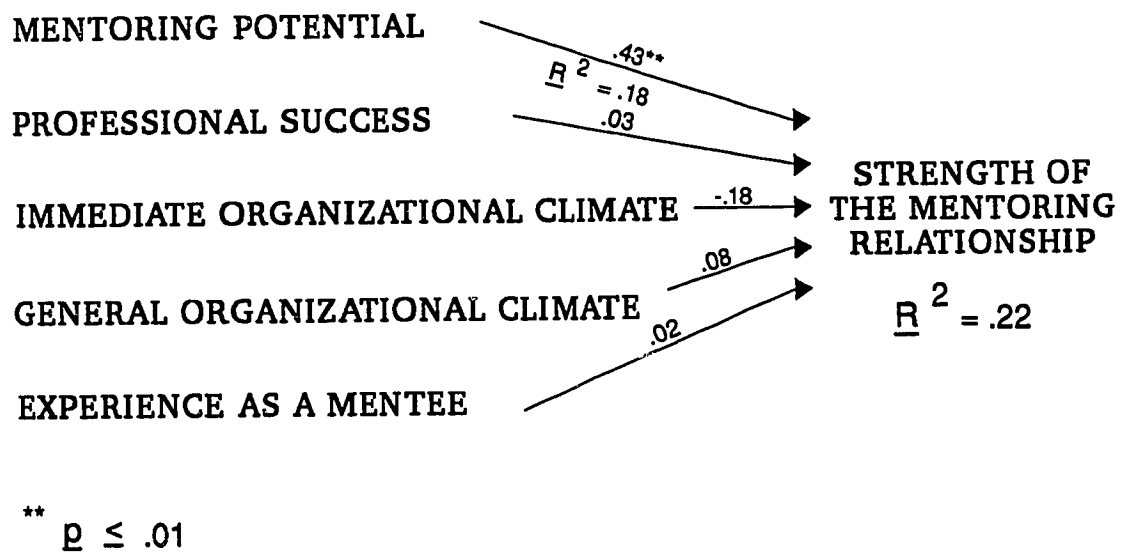 MENTORING POTENTIAL
.43**
R² = .18
PROFESSIONAL SUCCESS
.03
IMMEDIATE ORGANIZATIONAL CLIMATE
-.18
GENERAL ORGANIZATIONAL CLIMATE
.08
EXPERIENCE AS A MENTEE
.02
STRENGTH OF
THE MENTORING
RELATIONSHIP
R² = .22
** p ≤ .01